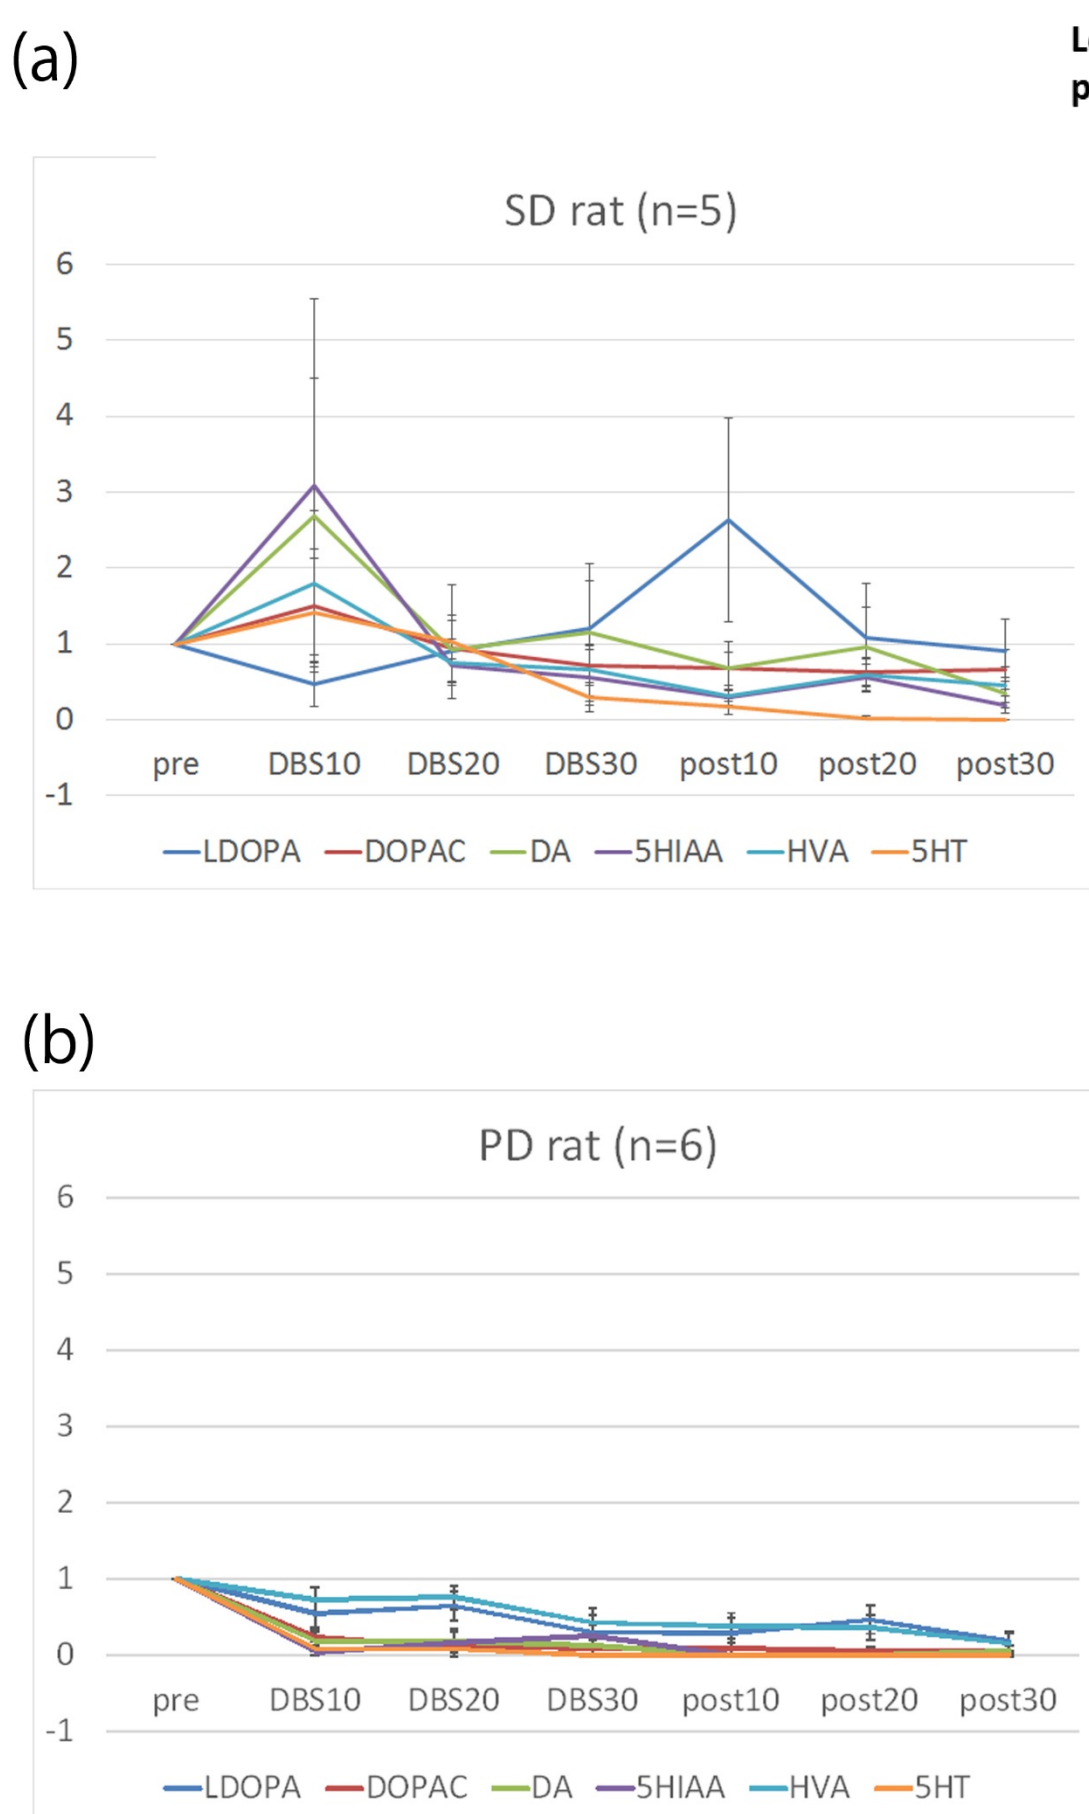 (a)
SD rat (n=5)
6
5
4
3
2
1
0
-1
pre DBS10 DBS20 DBS30 post10 post20 post30
LDOPA DOPAC DA 5HIAA HVA 5HT
(b)
PD rat (n=6)
6
5
4
3
2
1
0
-1
pre DBS10 DBS20 DBS30 post10 post20 post30
LDOPA DOPAC DA 5HIAA HVA 5HT